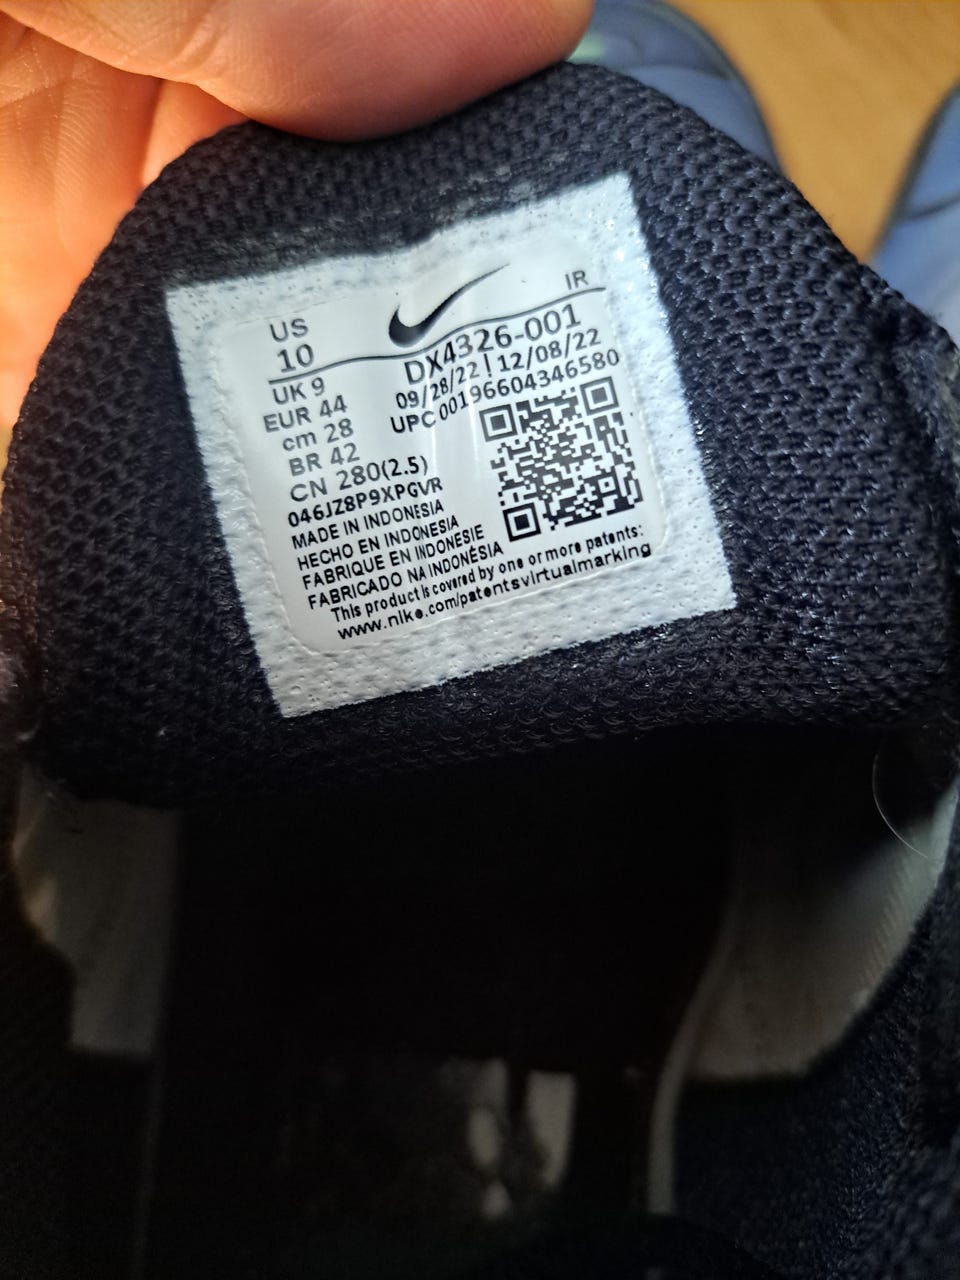 US
10
IR
UK 9
EUR 44
cm 28
BR 42
CN 280(2.5)
DX4326-001
09/28/22 | 12/08/22
UPC 00196604346580
046JZ8P9XPGVR
MADE IN INDONESIA
HECHO EN INDONESIA
FABRIQUE EN INDONESIE
FABRICADO NA INDONÉSIA
This product is covered by one or more patents:
www.nike.com/patentsvirtualmarking